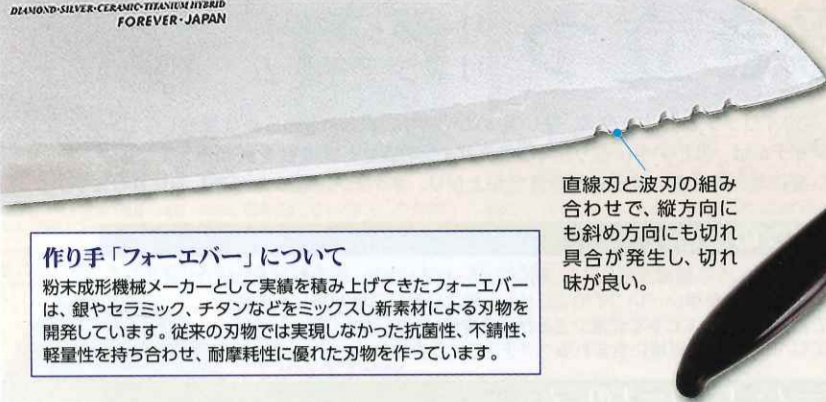 DIAMOND·SILVER·CERAMIC·TITANIUM HYBRID
FOREVER·JAPAN
直線刃と波刃の組み
合わせで、縦方向に
も斜め方向にも切れ
具合が発生し、切れ
味が良い。
作り手「フォーエバー」について
粉末成形機械メーカーとして実績を積み上げてきたフォーエバー
は、銀やセラミック、チタンなどをミックスし新素材による刃物を
開発しています。従来の刃物では実現しなかった抗菌性、不錆性、
軽量性を持ち合わせ、耐摩耗性に優れた刃物を作っています。